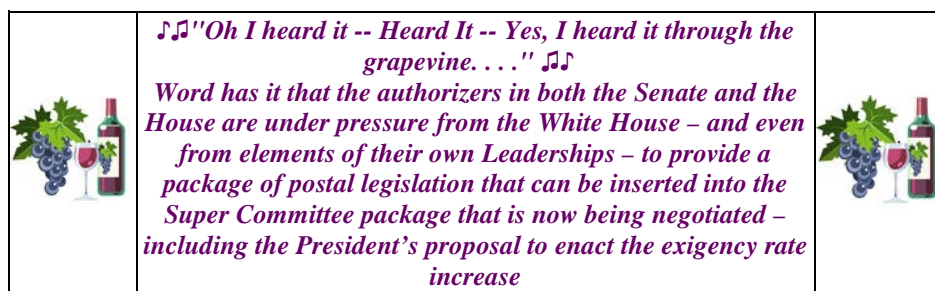 ♪♫"Oh I heard it -- Heard It -- Yes, I heard it through the
grapevine. . . ." ♫♪
Word has it that the authorizers in both the Senate and the
House are under pressure from the White House – and even
from elements of their own Leaderships – to provide a
package of postal legislation that can be inserted into the
Super Committee package that is now being negotiated –
including the President's proposal to enact the exigency rate
increase